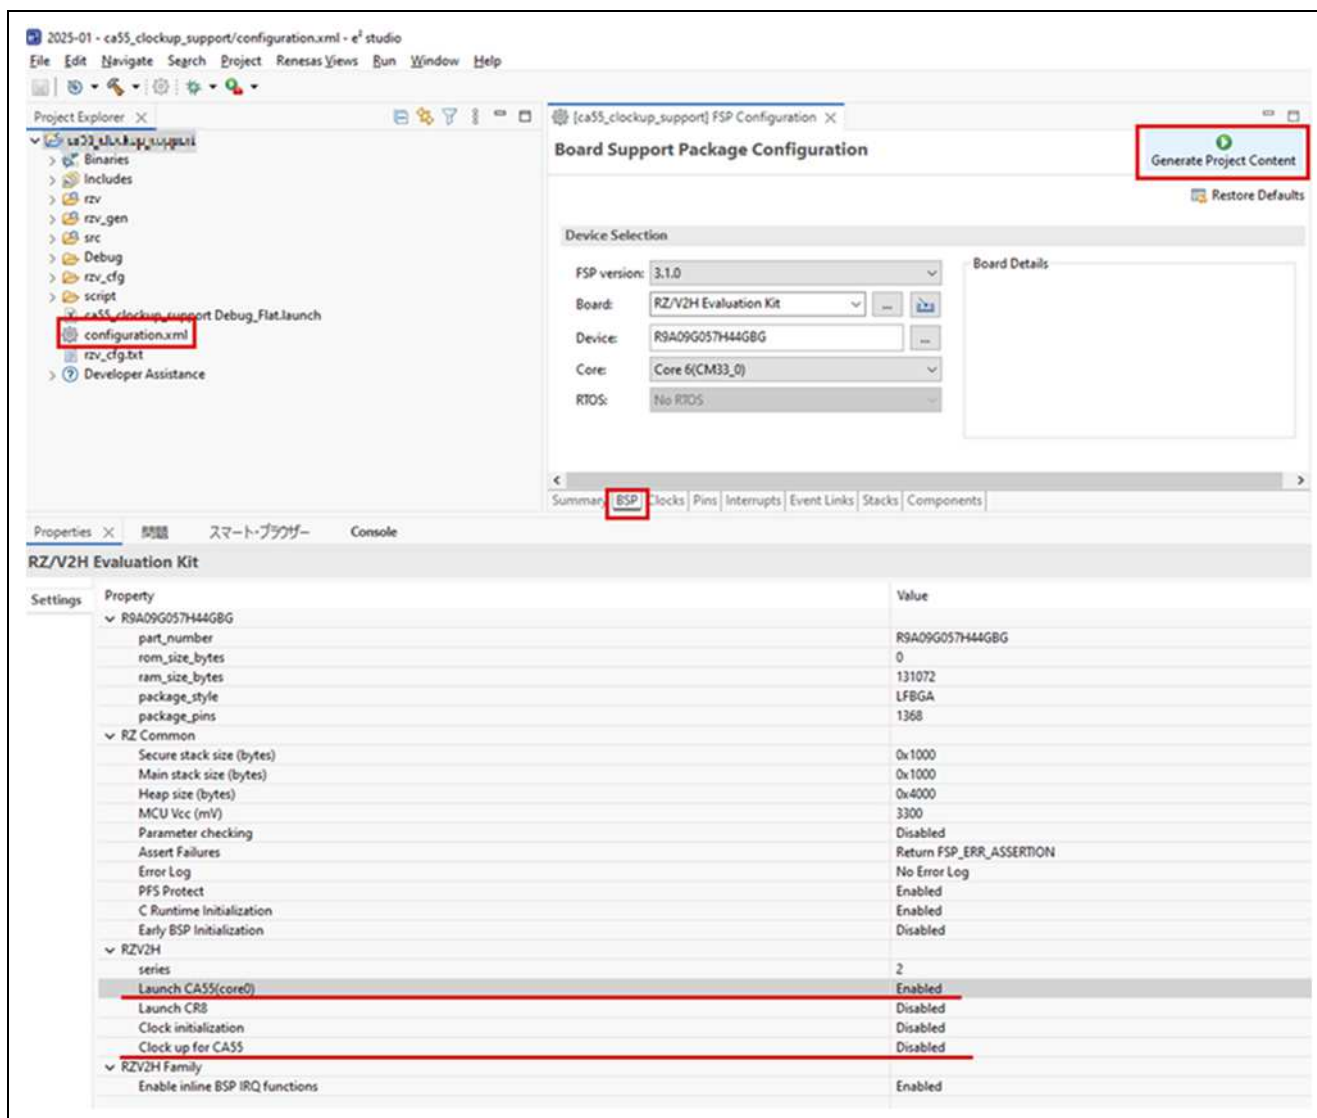 2025-01 - ca55_clockup_support/configuration.xml - e² studio
File Edit Navigate Search Project Renesas Views Run Window Help
Project Explorer
ca55_clockup_support
Binaries
Includes
rzv
rzv_gen
src
Debug
rzv_cfg
script
ca55_clockup_support Debug_Flat.launch
configuration.xml
rzv_cfg.txt
Developer Assistance
[ca55_clockup_support] FSP Configuration
Board Support Package Configuration
Generate Project Content
Restore Defaults
Device Selection
FSP version: 3.1.0
Board: RZ/V2H Evaluation Kit ...
Device: R9A09G057H44GBG ...
Core: Core 6(CM33_0)
RTOS: No RTOS
Board Details
Summary BSP Clocks Pins Interrupts Event Links Stacks Components
Properties 問題 スマート・ブラウザー Console
RZ/V2H Evaluation Kit
Settings
Property Value
R9A09G057H44GBG
part_number R9A09G057H44GBG
rom_size_bytes 0
ram_size_bytes 131072
package_style LFBGA
package_pins 1368
RZ Common
Secure stack size (bytes) 0x1000
Main stack size (bytes) 0x1000
Heap size (bytes) 0x4000
MCU Vcc (mV) 3300
Parameter checking Disabled
Assert Failures Return FSP_ERR_ASSERTION
Error Log No Error Log
PFS Protect Enabled
C Runtime Initialization Enabled
Early BSP Initialization Disabled
RZV2H
series 2
Launch CA55(core0) Enabled
Launch CR8 Disabled
Clock initialization Disabled
Clock up for CA55 Disabled
RZV2H Family
Enable inline BSP IRQ functions Enabled